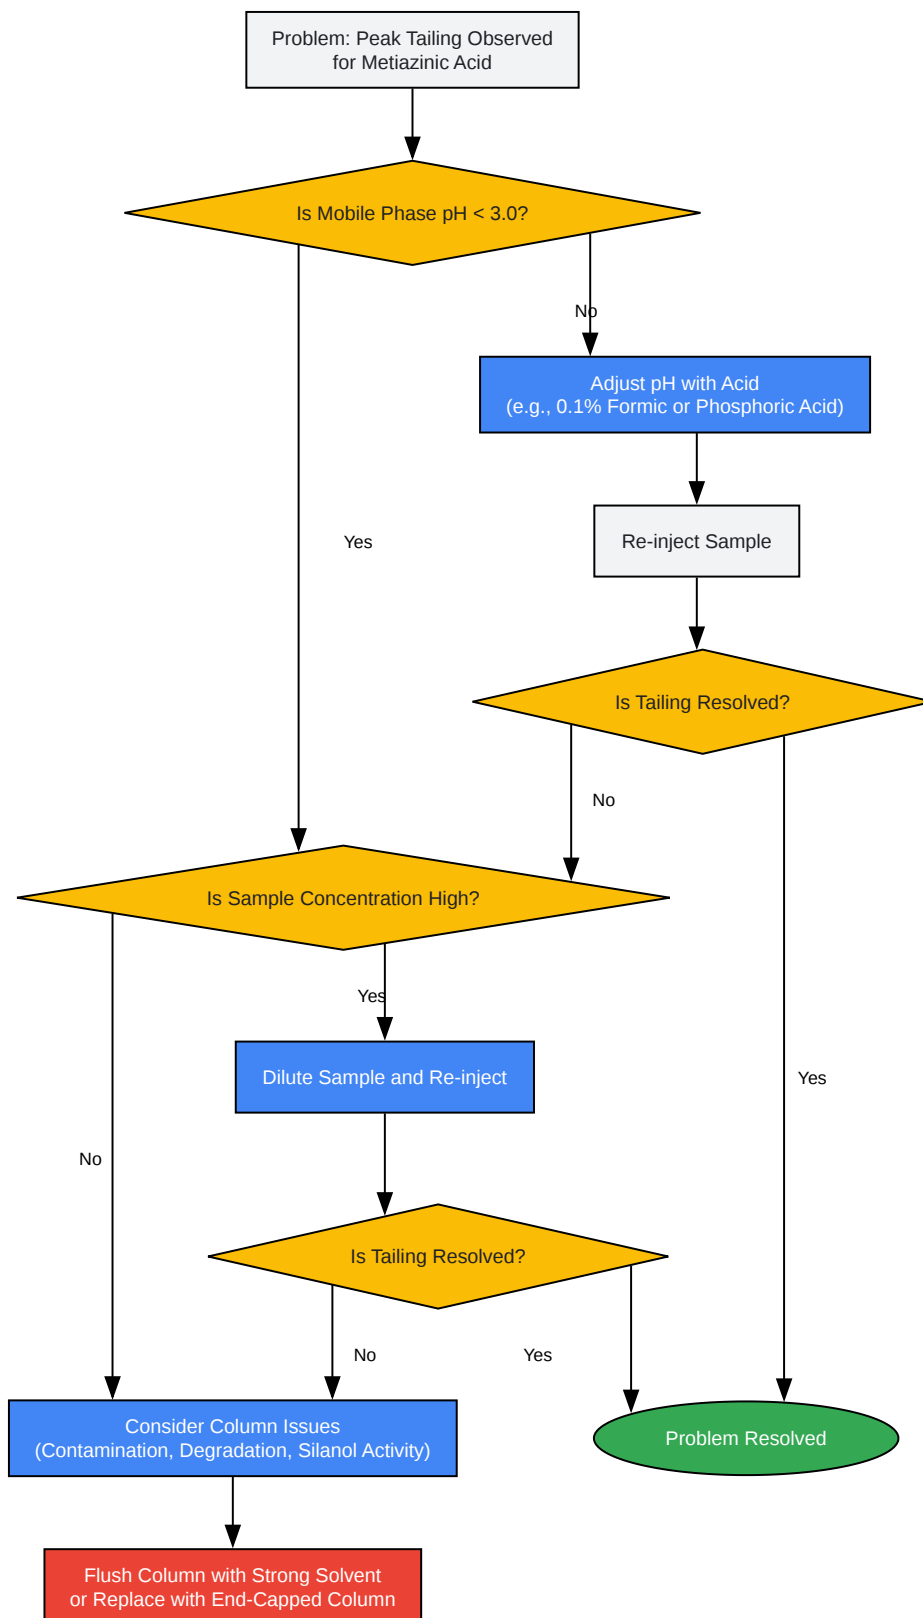 Problem: Peak Tailing Observed
for Metiazinic Acid
Is Mobile Phase pH < 3.0?
No
Adjust pH with Acid
(e.g., 0.1% Formic or Phosphoric Acid)
Yes
Re-inject Sample
Is Tailing Resolved?
No
Is Sample Concentration High?
Yes
Dilute Sample and Re-inject
Yes
No
Is Tailing Resolved?
No
Yes
Consider Column Issues
(Contamination, Degradation, Silanol Activity)
Problem Resolved
Flush Column with Strong Solvent
or Replace with End-Capped Column